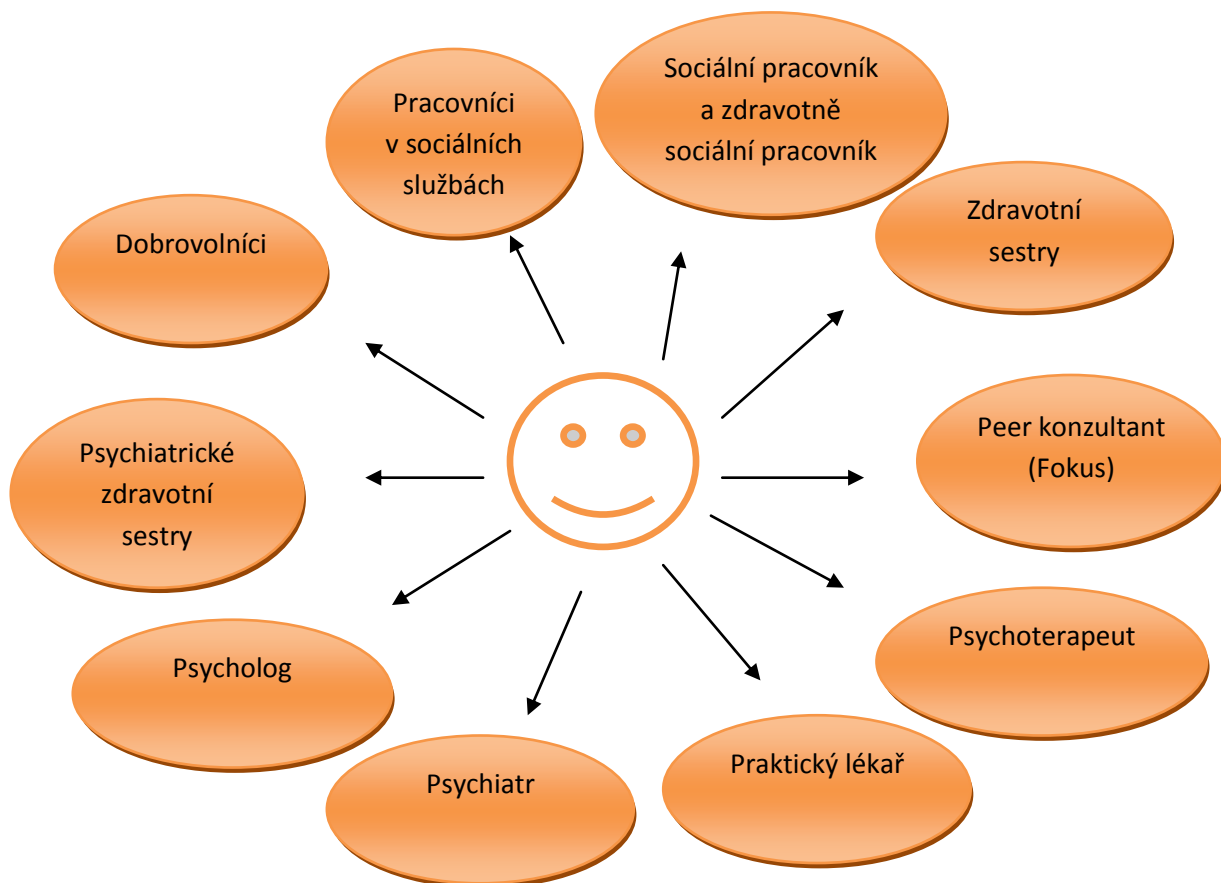 Sociální pracovník
a zdravotně
sociální pracovník
Pracovníci
v sociálních
službách
Zdravotní
sestry
Dobrovolníci
Peer konzultant
(Fokus)
Psychiatrické
zdravotní
sestry
Psychoterapeut
Psycholog
Praktický lékař
Psychiatr